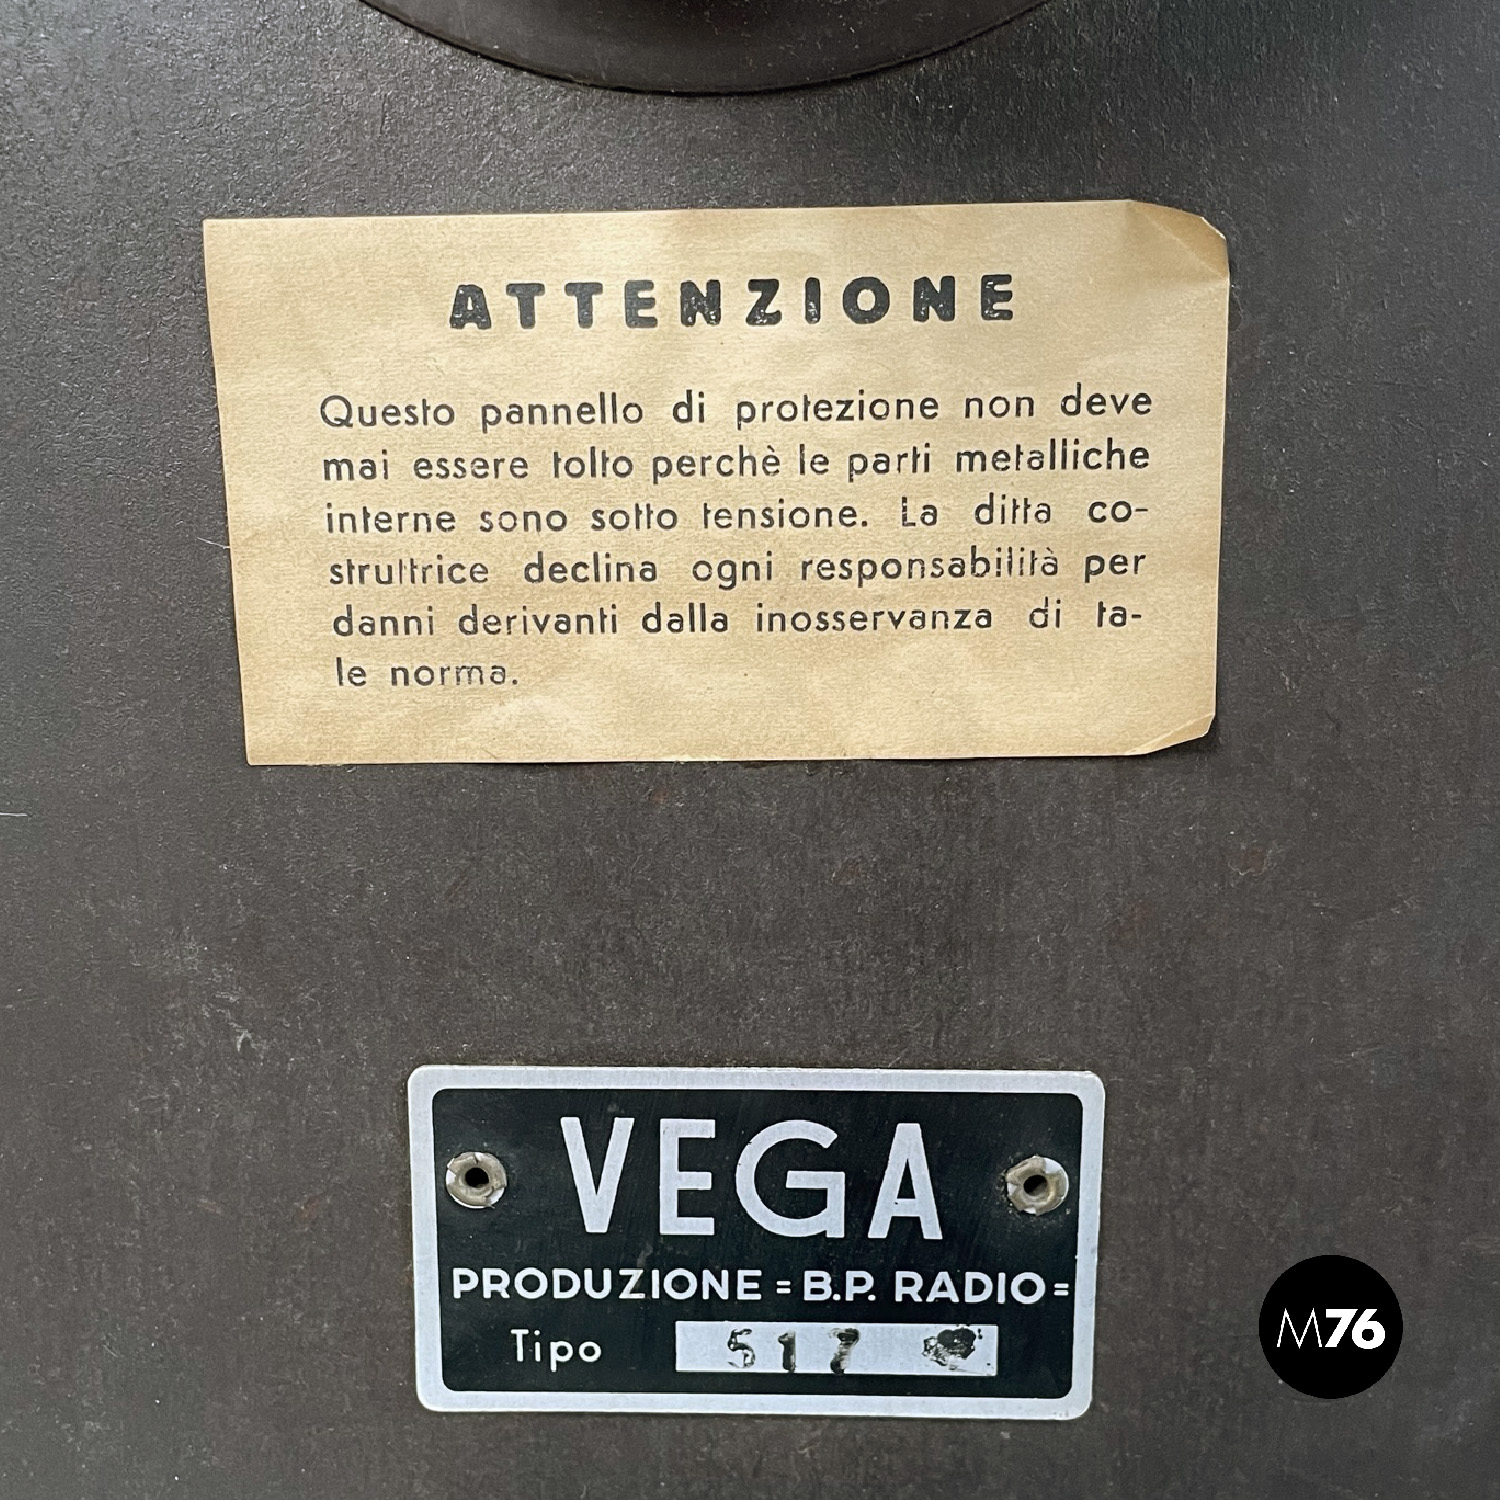 ATTENZIONE
Questo pannello di protezione non deve
mai essere tolto perchè le parti metalliche
interne sono sotto tensione. La ditta co-
struttrice declina ogni responsabilità per
danni derivanti dalla inosservanza di ta-
le norma.
VEGA
PRODUZIONE = B.P. RADIO =
Tipo 517
M76